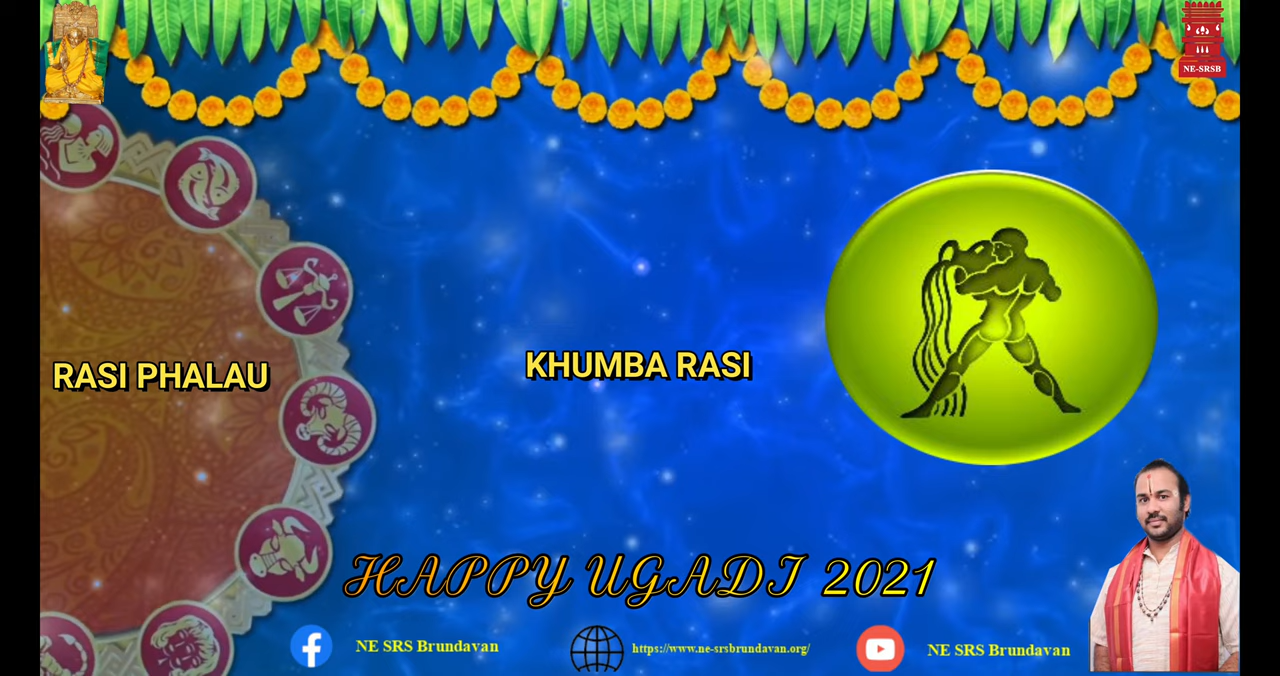 NE-SRSB
RASI PHALAU
KHUMBA RASI
HAPPY UGADI 2021
NE SRS Brundavan
https://www.ne-srsbrundavan.org/
NE SRS Brundavan